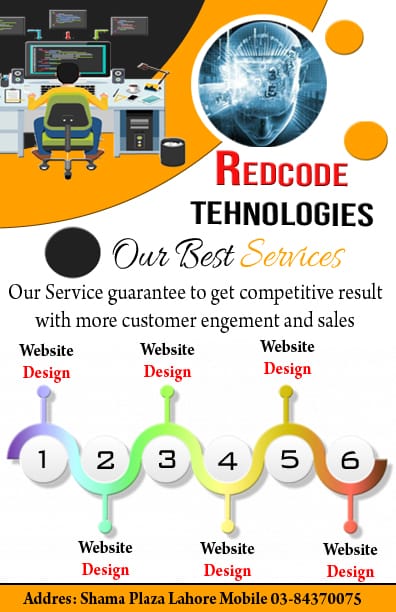 REDCODE
TEHNOLOGIES
Our Best Services
Our Service guarantee to get competitive result
with more customer engement and sales
Website
Design
Website
Design
Website
Design
1 2 3 4 5 6
Website
Design
Website
Design
Website
Design
Addres: Shama Plaza Lahore Mobile 03-84370075